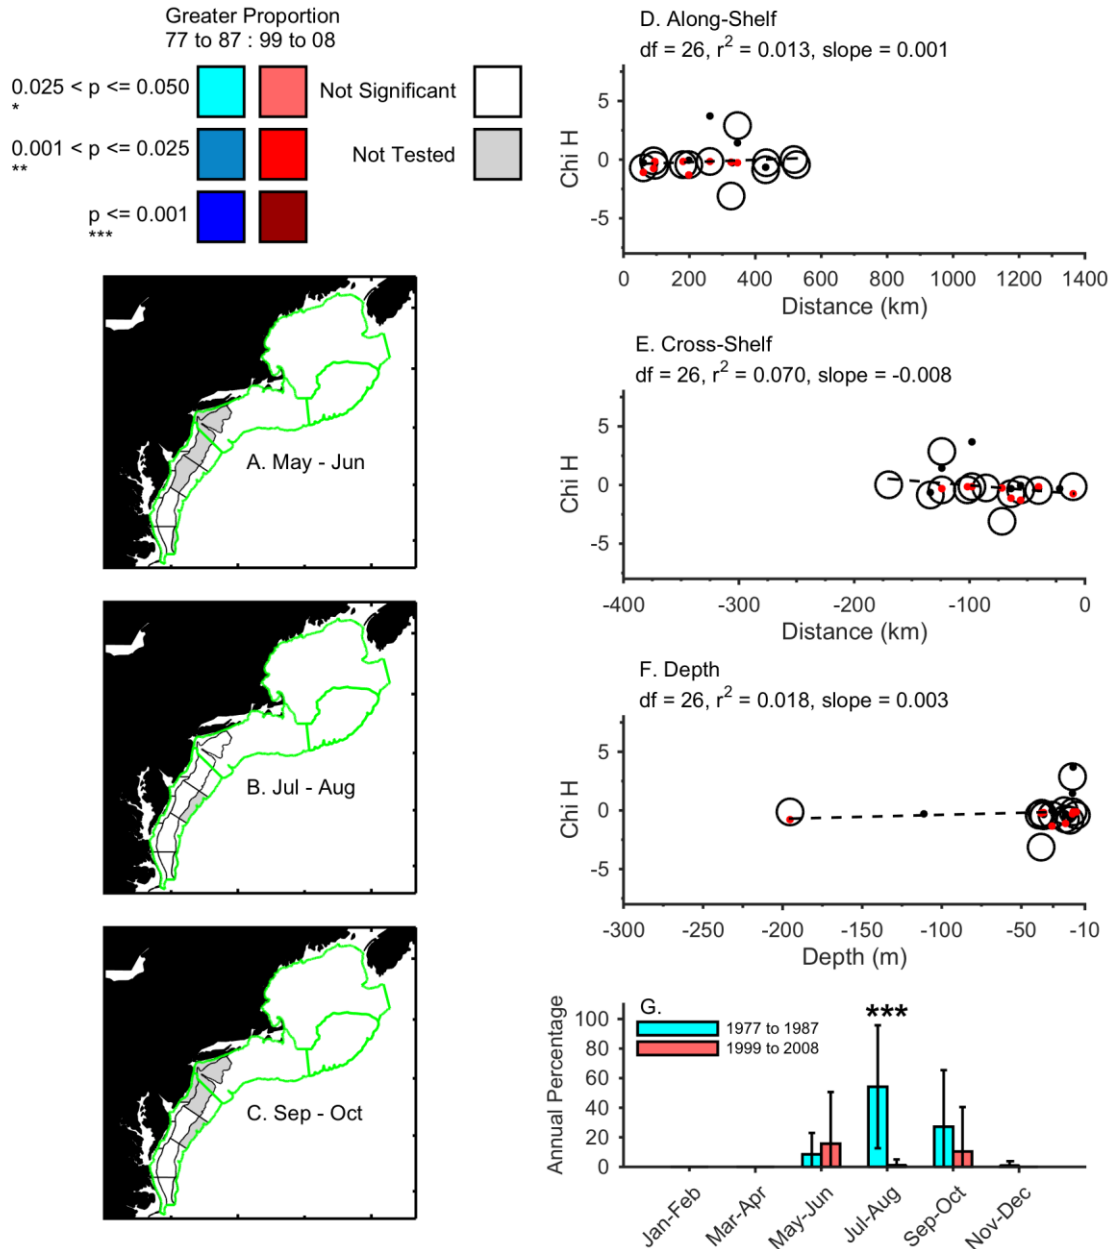 Greater Proportion
77 to 87 : 99 to 08
0.025 < p <= 0.050
*
0.001 < p <= 0.025
**
p <= 0.001
***
Not Significant
Not Tested
A. May - Jun
B. Jul - Aug
C. Sep - Oct
D. Along-Shelf
df = 26, r² = 0.013, slope = 0.001
Chi H
5
0
-5
0 200 400 600 800 1000 1200 1400
Distance (km)
E. Cross-Shelf
df = 26, r² = 0.070, slope = -0.008
Chi H
5
0
-5
-400 -300 -200 -100 0
Distance (km)
F. Depth
df = 26, r² = 0.018, slope = 0.003
Chi H
5
0
-5
-300 -250 -200 -150 -100 -50 -10
Depth (m)
G.
1977 to 1987
1999 to 2008
***
Annual Percentage
100
80
60
40
20
0
Jan-Feb Mar-Apr May-Jun Jul-Aug Sep-Oct Nov-Dec